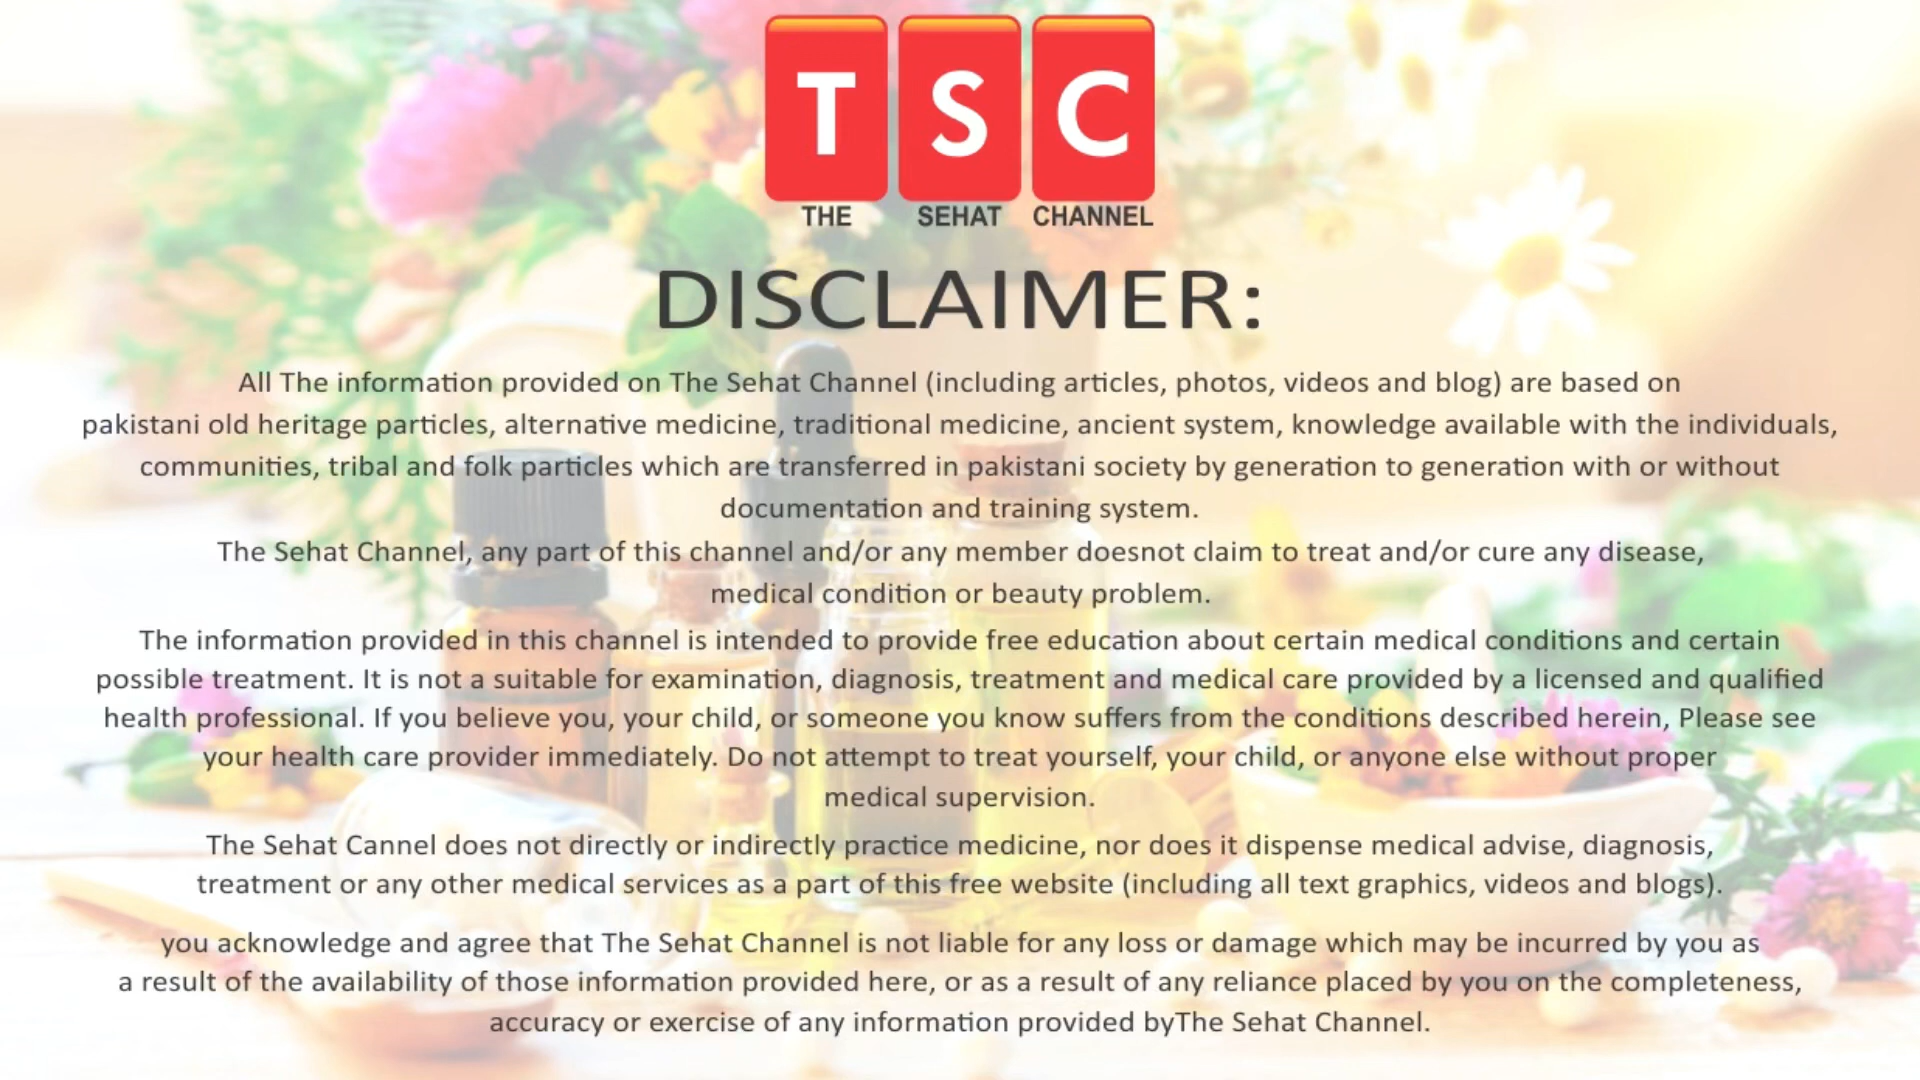 T S C
THE SEHAT CHANNEL
DISCLAIMER:
All The information provided on The Sehat Channel (including articles, photos, videos and blog) are based on
pakistani old heritage particles, alternative medicine, traditional medicine, ancient system, knowledge available with the individuals,
communities, tribal and folk particles which are transferred in pakistani society by generation to generation with or without
documentation and training system.
The Sehat Channel, any part of this channel and/or any member doesnot claim to treat and/or cure any disease,
medical condition or beauty problem.
The information provided in this channel is intended to provide free education about certain medical conditions and certain
possible treatment. It is not a suitable for examination, diagnosis, treatment and medical care provided by a licensed and qualified
health professional. If you believe you, your child, or someone you know suffers from the conditions described herein, Please see
your health care provider immediately. Do not attempt to treat yourself, your child, or anyone else without proper
medical supervision.
The Sehat Cannel does not directly or indirectly practice medicine, nor does it dispense medical advise, diagnosis,
treatment or any other medical services as a part of this free website (including all text graphics, videos and blogs).
you acknowledge and agree that The Sehat Channel is not liable for any loss or damage which may be incurred by you as
a result of the availability of those information provided here, or as a result of any reliance placed by you on the completeness,
accuracy or exercise of any information provided byThe Sehat Channel.